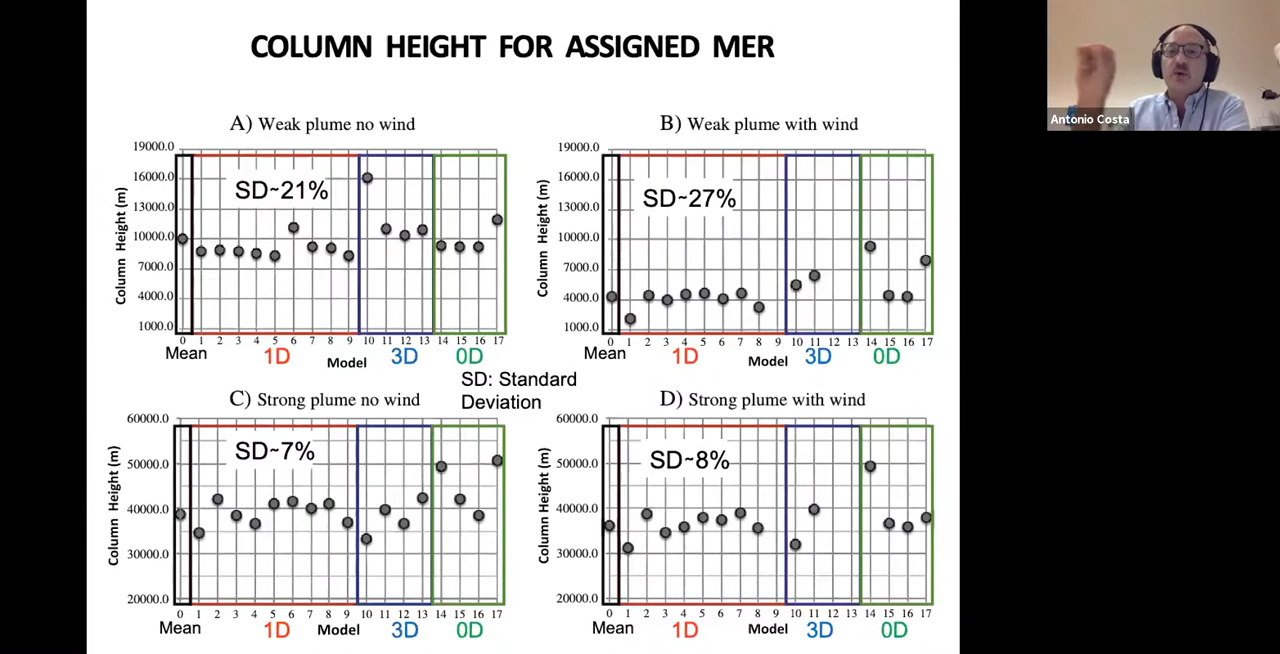 COLUMN HEIGHT FOR ASSIGNED MER
Antonio Costa
A) Weak plume no wind
19000.0
16000.0
13000.0
10000.0
7000.0
4000.0
1000.0
Column Height (m)
SD~21%
0 1 2 3 4 5 6 7 8 9 10 11 12 13 14 15 16 17
Mean 1D Model 3D 0D
B) Weak plume with wind
19000.0
16000.0
13000.0
10000.0
7000.0
4000.0
1000.0
Column Height (m)
SD~27%
0 1 2 3 4 5 6 7 8 9 10 11 12 13 14 15 16 17
Mean 1D Model 3D 0D
SD: Standard
Deviation
C) Strong plume no wind
60000.0
50000.0
40000.0
30000.0
20000.0
Column Height (m)
SD~7%
0 1 2 3 4 5 6 7 8 9 10 11 12 13 14 15 16 17
Mean 1D Model 3D 0D
D) Strong plume with wind
60000.0
50000.0
40000.0
30000.0
20000.0
Column Height (m)
SD~8%
0 1 2 3 4 5 6 7 8 9 10 11 12 13 14 15 16 17
Mean 1D Model 3D 0D